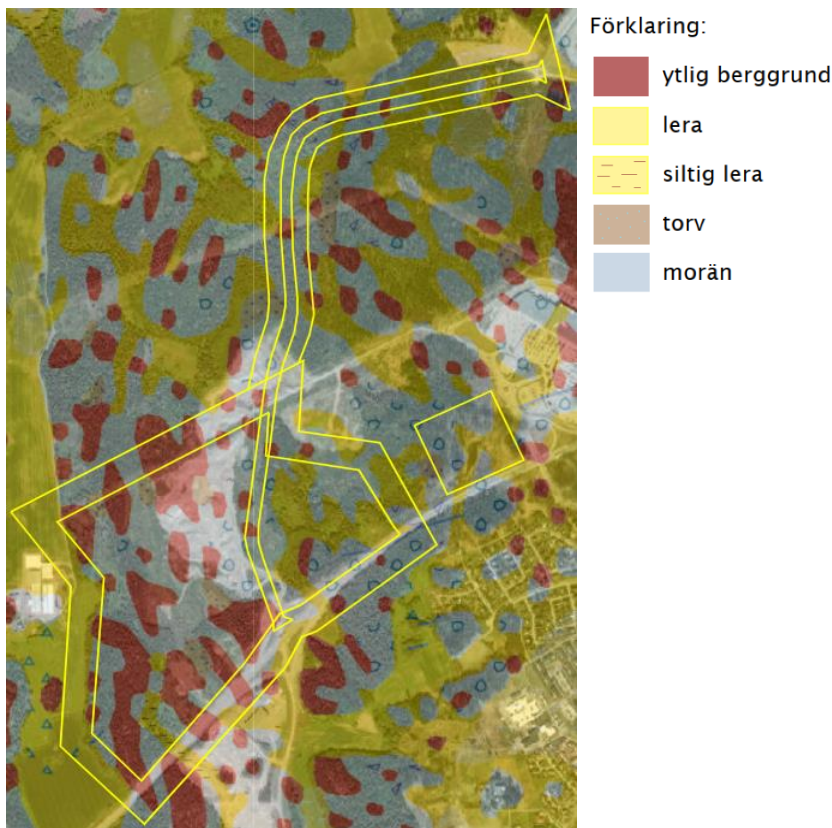 Förklaring:
ytlig berggrund
lera
siltig lera
torv
morän